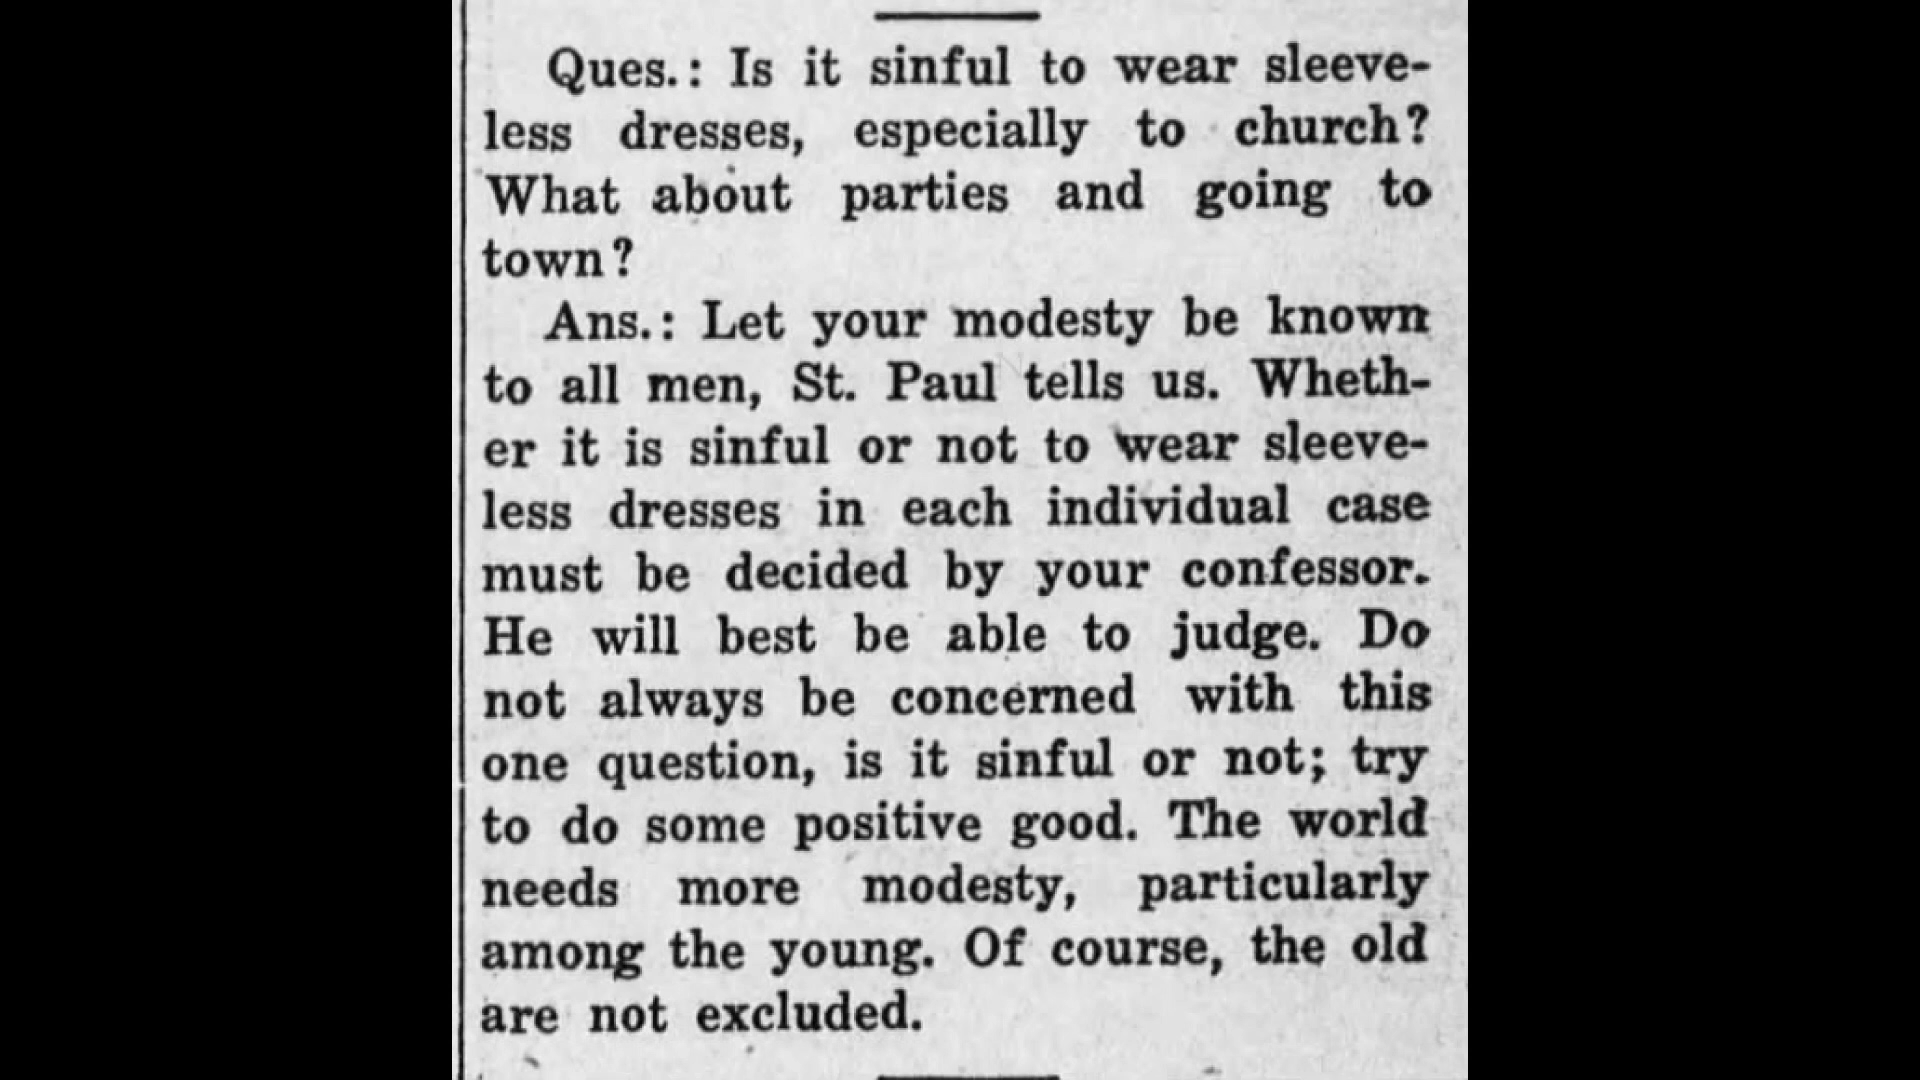 Ques.: Is it sinful to wear sleeve-
less dresses, especially to church?
What about parties and going to
town?
Ans.: Let your modesty be known
to all men, St. Paul tells us. Wheth-
er it is sinful or not to wear sleeve-
less dresses in each individual case
must be decided by your confessor.
He will best be able to judge. Do
not always be concerned with this
one question, is it sinful or not; try
to do some positive good. The world
needs more modesty, particularly
among the young. Of course, the old
are not excluded.